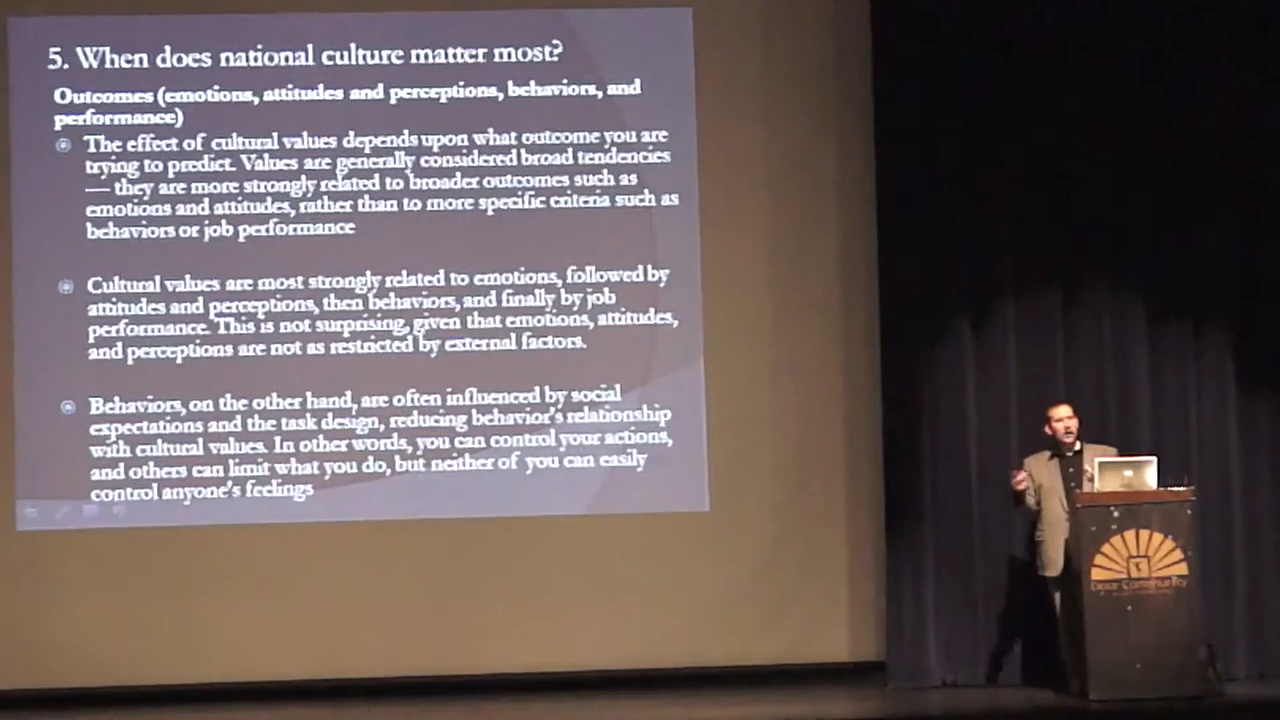 5. When does national culture matter most?
Outcomes (emotions, attitudes and perceptions, behaviors, and
performance)
The effect of cultural values depends upon what outcome you are
trying to predict. Values are generally considered broad tendencies
— they are more strongly related to broader outcomes such as
emotions and attitudes, rather than to more specific criteria such as
behaviors or job performance
Cultural values are most strongly related to emotions, followed by
attitudes and perceptions, then behaviors, and finally by job
performance. This is not surprising, given that emotions, attitudes,
and perceptions are not as restricted by external factors.
Behaviors, on the other hand, are often influenced by social
expectations and the task design, reducing behavior's relationship
with cultural values. In other words, you can control your actions,
and others can limit what you do, but neither of you can easily
control anyone's feelings
Community